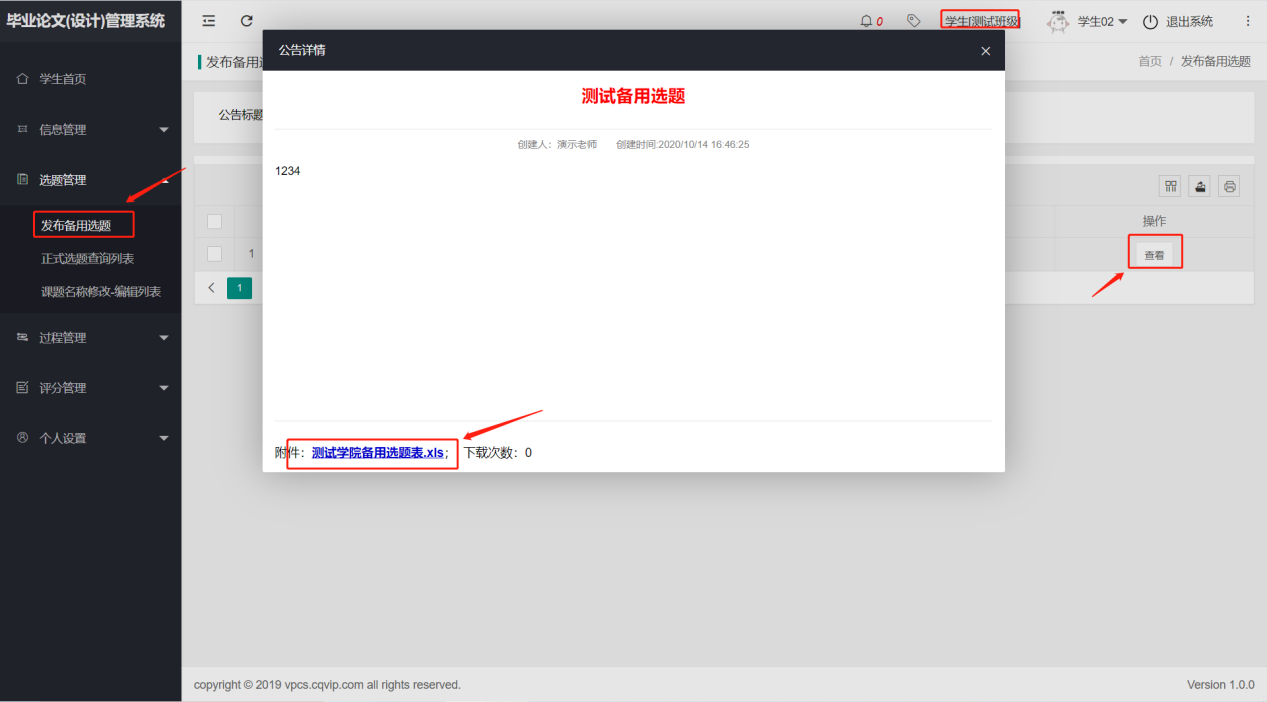 毕业论文(设计)管理系统
0
学生[测试班级]
学生02
退出系统
学生首页
信息管理
选题管理
发布备用选题
正式选题查询列表
课题名称修改-编辑列表
过程管理
评分管理
个人设置
发布备用
首页 / 发布备用选题
公告标题
操作
1
查看
1
公告详情
测试备用选题
创建人：演示老师 创建时间:2020/10/14 16:46:25
1234
附件：测试学院备用选题表.xls； 下载次数：0
copyright © 2019 vpcs.cqvip.com all rights reserved.
Version 1.0.0